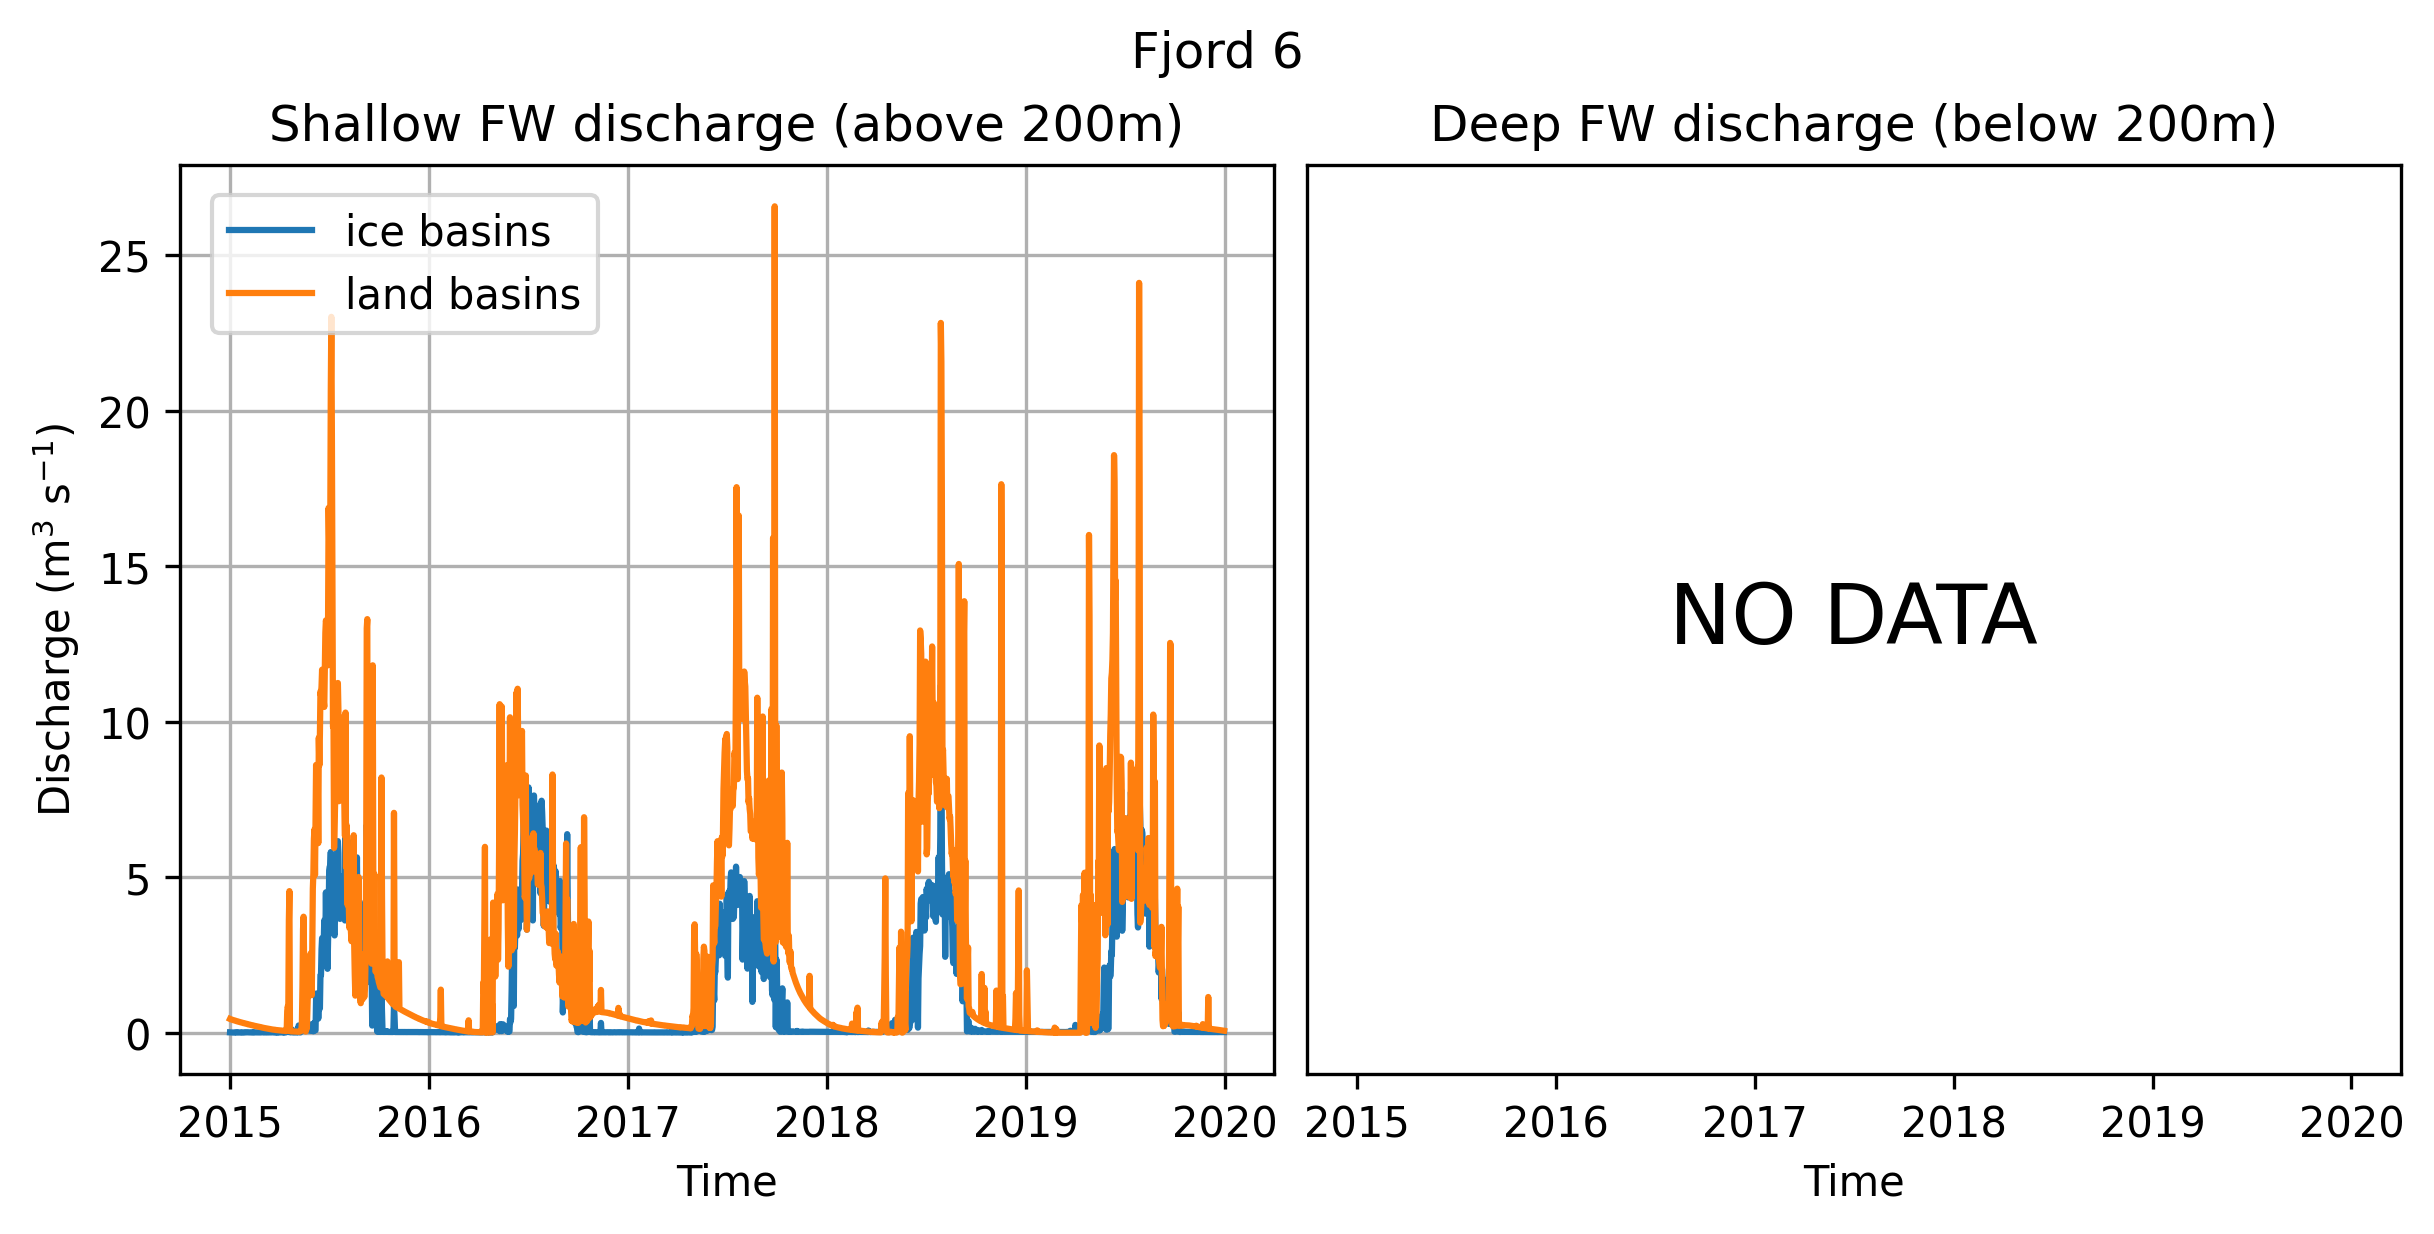 Fjord 6
Shallow FW discharge (above 200m)
Deep FW discharge (below 200m)
ice basins
land basins
Discharge (m³ s⁻¹)
25
20
15
10
5
0
NO DATA
2015 2016 2017 2018 2019 2020
2015 2016 2017 2018 2019 2020
Time
Time